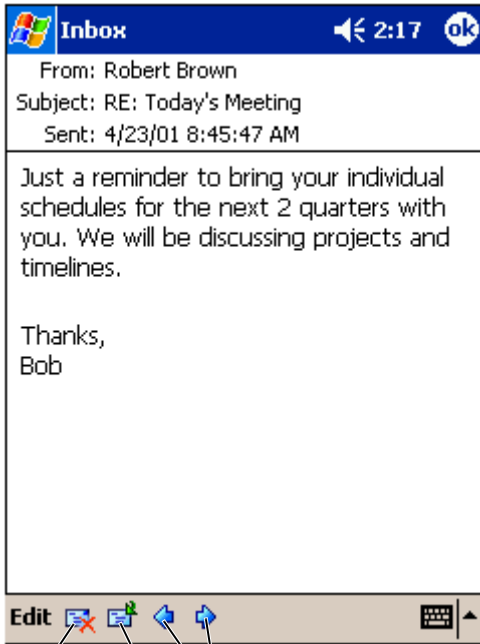 Inbox 2:17 ok
From: Robert Brown
Subject: RE: Today's Meeting
Sent: 4/23/01 8:45:47 AM
Just a reminder to bring your individual
schedules for the next 2 quarters with
you. We will be discussing projects and
timelines.
Thanks,
Bob
Edit